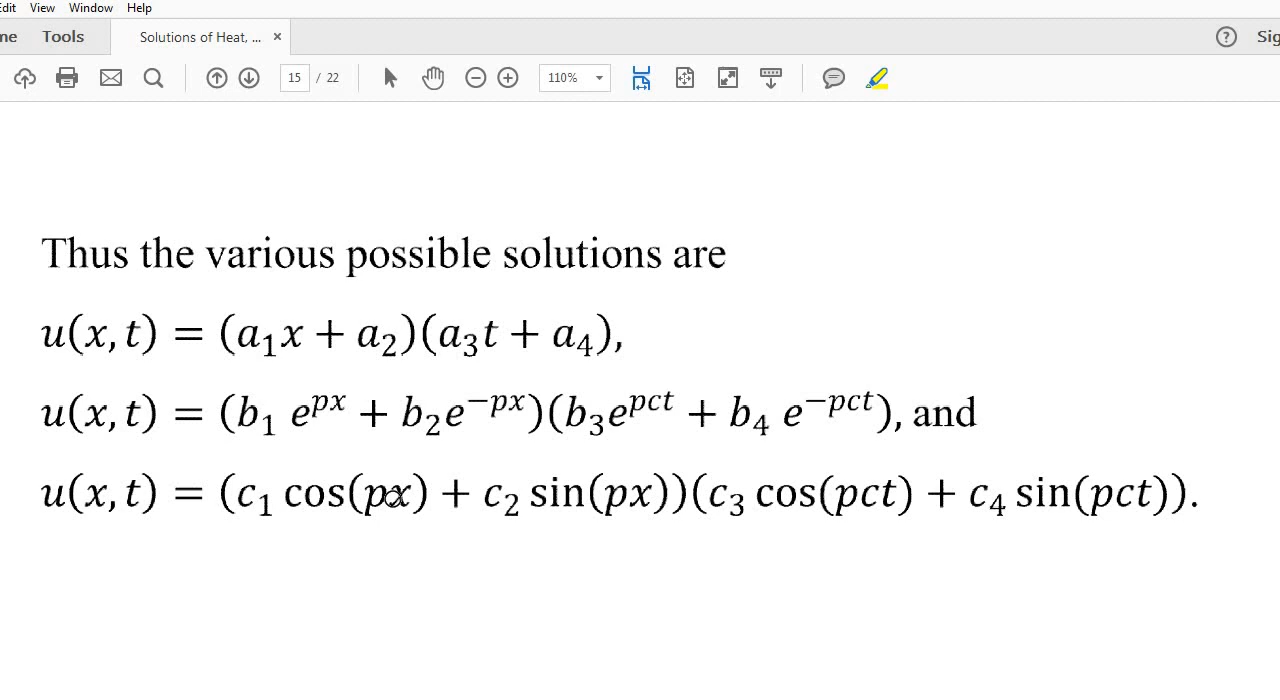 Edit View Window Help
Tools Solutions of Heat, ... ×
15 / 22 110%
Thus the various possible solutions are
u(x, t) = (a₁x + a₂)(a₃t + a₄),
u(x, t) = (b₁ e^{px} + b₂e^{−px})(b₃e^{pct} + b₄ e^{−pct}), and
u(x, t) = (c₁ cos(px) + c₂ sin(px))(c₃ cos(pct) + c₄ sin(pct)).